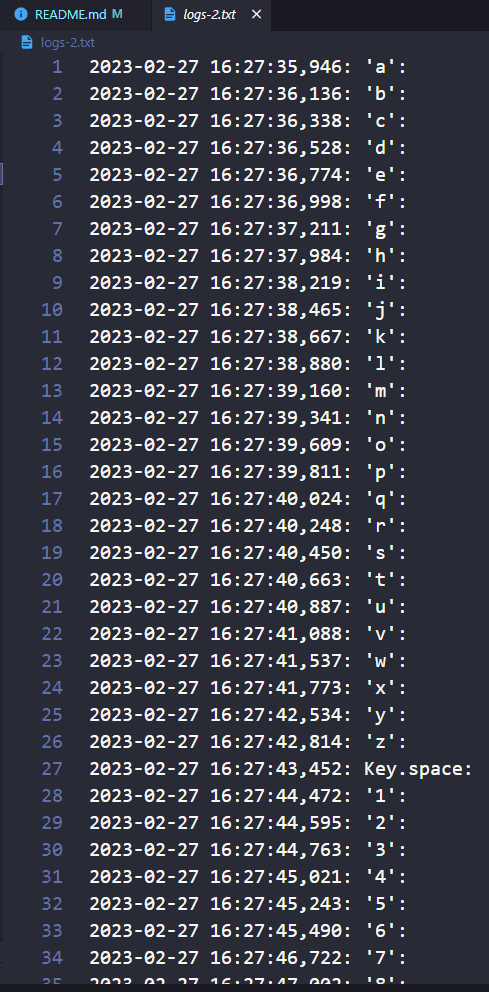 README.md M logs-2.txt ×
logs-2.txt
1 2023-02-27 16:27:35,946: 'a':
2 2023-02-27 16:27:36,136: 'b':
3 2023-02-27 16:27:36,338: 'c':
4 2023-02-27 16:27:36,528: 'd':
5 2023-02-27 16:27:36,774: 'e':
6 2023-02-27 16:27:36,998: 'f':
7 2023-02-27 16:27:37,211: 'g':
8 2023-02-27 16:27:37,984: 'h':
9 2023-02-27 16:27:38,219: 'i':
10 2023-02-27 16:27:38,465: 'j':
11 2023-02-27 16:27:38,667: 'k':
12 2023-02-27 16:27:38,880: 'l':
13 2023-02-27 16:27:39,160: 'm':
14 2023-02-27 16:27:39,341: 'n':
15 2023-02-27 16:27:39,609: 'o':
16 2023-02-27 16:27:39,811: 'p':
17 2023-02-27 16:27:40,024: 'q':
18 2023-02-27 16:27:40,248: 'r':
19 2023-02-27 16:27:40,450: 's':
20 2023-02-27 16:27:40,663: 't':
21 2023-02-27 16:27:40,887: 'u':
22 2023-02-27 16:27:41,088: 'v':
23 2023-02-27 16:27:41,537: 'w':
24 2023-02-27 16:27:41,773: 'x':
25 2023-02-27 16:27:42,534: 'y':
26 2023-02-27 16:27:42,814: 'z':
27 2023-02-27 16:27:43,452: Key.space:
28 2023-02-27 16:27:44,472: '1':
29 2023-02-27 16:27:44,595: '2':
30 2023-02-27 16:27:44,763: '3':
31 2023-02-27 16:27:45,021: '4':
32 2023-02-27 16:27:45,243: '5':
33 2023-02-27 16:27:45,490: '6':
34 2023-02-27 16:27:46,722: '7':
35 2023-02-27 16:27:47,002: '8':